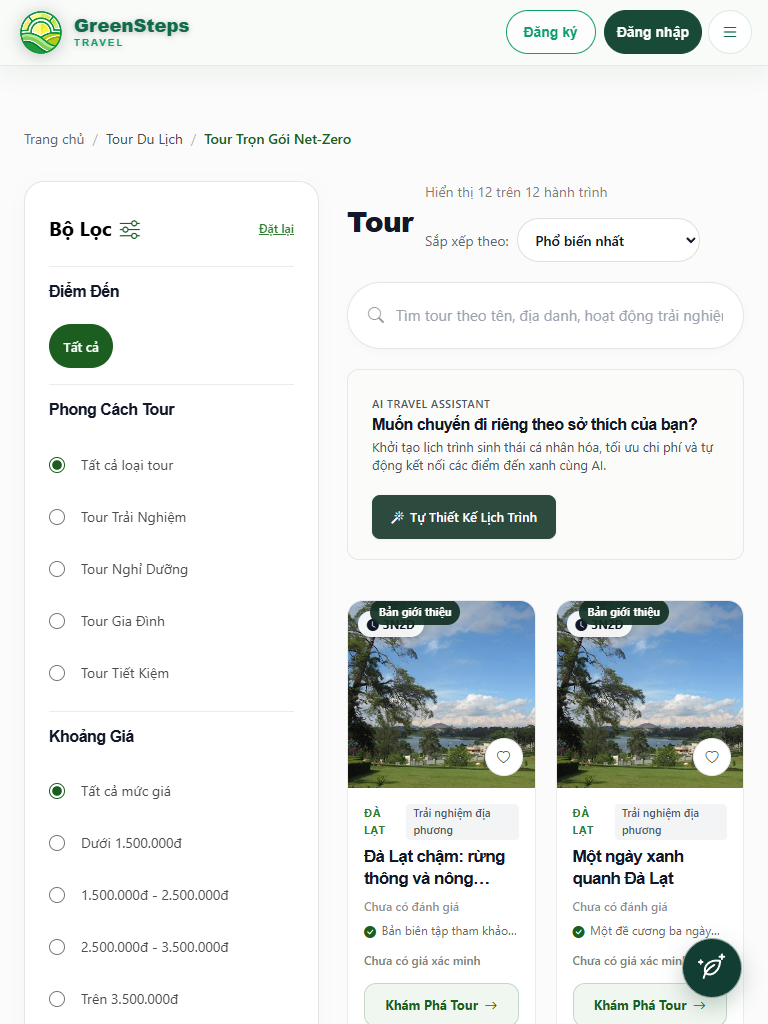 GreenSteps
TRAVEL
Đăng ký
Đăng nhập
Trang chủ / Tour Du Lịch / Tour Trọn Gói Net-Zero
Bộ Lọc
Đặt lại
Điểm Đến
Tất cả
Phong Cách Tour
Tất cả loại tour
Tour Trải Nghiệm
Tour Nghỉ Dưỡng
Tour Gia Đình
Tour Tiết Kiệm
Khoảng Giá
Tất cả mức giá
Dưới 1.500.000đ
1.500.000đ - 2.500.000đ
2.500.000đ - 3.500.000đ
Trên 3.500.000đ
Tour
Hiển thị 12 trên 12 hành trình
Sắp xếp theo:
Phổ biến nhất
Tìm tour theo tên, địa danh, hoạt động trải nghiệ
AI TRAVEL ASSISTANT
Muốn chuyến đi riêng theo sở thích của bạn?
Khởi tạo lịch trình sinh thái cá nhân hóa, tối ưu chi phí và tự
động kết nối các điểm đến xanh cùng AI.
Tự Thiết Kế Lịch Trình
Bản giới thiệu
3N2D
ĐÀ
LẠT
Trải nghiệm địa
phương
Đà Lạt chậm: rừng
thông và nông...
Chưa có đánh giá
Bản biên tập tham khảo...
Chưa có giá xác minh
Khám Phá Tour →
Bản giới thiệu
3N2D
ĐÀ
LẠT
Trải nghiệm địa
phương
Một ngày xanh
quanh Đà Lạt
Chưa có đánh giá
Một đề cương ba ngày...
Chưa có giá xác min
Khám Phá Tour →